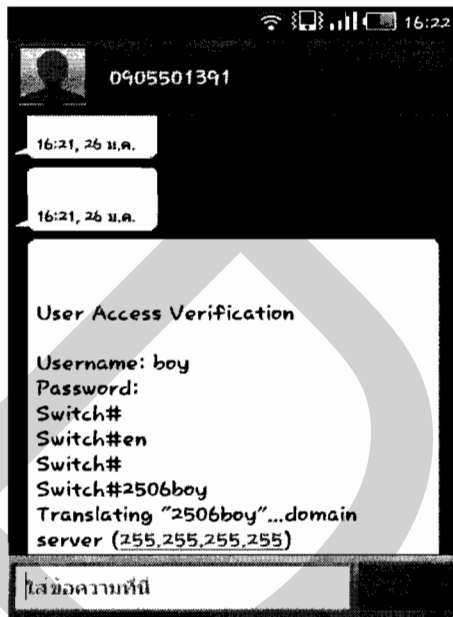 16:22
0905501391
16:21, 26 ม.ค.
16:21, 26 ม.ค.
User Access Verification
Username: boy
Password:
Switch#
Switch#en
Switch#
Switch#2506boy
Translating "2506boy"...domain
server (255,255,255,255)
ใส่ข้อความที่นี่